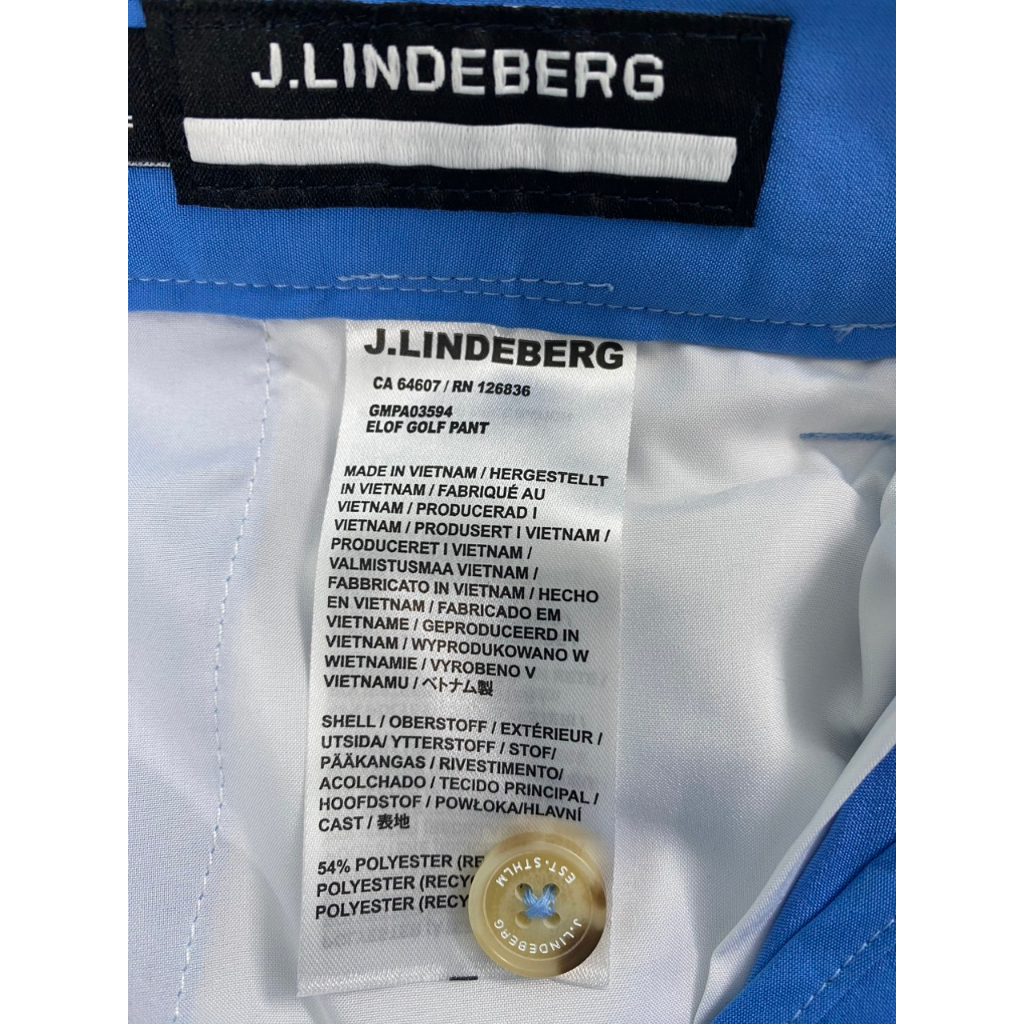 J.LINDEBERG
J.LINDEBERG
CA 64607 / RN 126836
GMPA03594
ELOF GOLF PANT
MADE IN VIETNAM / HERGESTELLT
IN VIETNAM / FABRIQUÉ AU
VIETNAM / PRODUCERAD I
VIETNAM / PRODUSERT I VIETNAM /
PRODUCERET I VIETNAM /
VALMISTUSMAA VIETNAM /
FABBRICATO IN VIETNAM / HECHO
EN VIETNAM / FABRICADO EM
VIETNAME / GEPRODUCEERD IN
VIETNAM / WYPRODUKOWANO W
WIETNAMIE / VYROBENO V
VIETNAMU / ベトナム製
SHELL / OBERSTOFF / EXTÉRIEUR /
UTSIDA/ YTTERSTOFF / STOF/
PÄÄKANGAS / RIVESTIMENTO/
ACOLCHADO / TECIDO PRINCIPAL /
HOOFDSTOF / POWŁOKA/HLAVNÍ
CAST / 表地
54% POLYESTER (RE
POLYESTER (RECY
POLYESTER (RECY
EST.STHLM
J.LINDEBERG